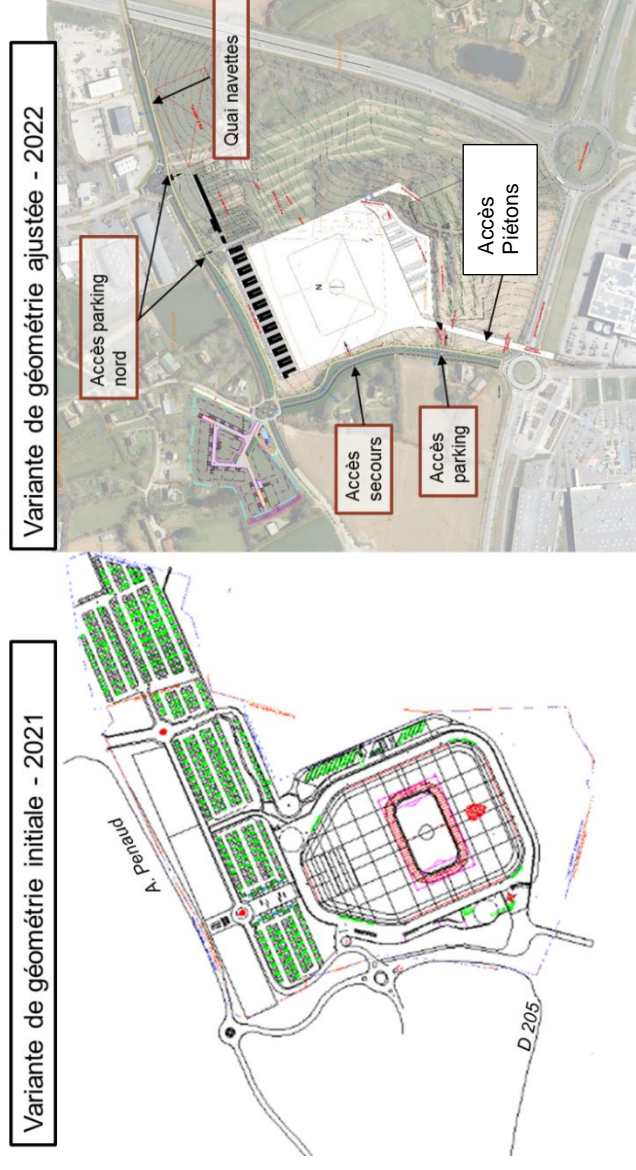 Variante de géométrie initiale - 2021
A. Penaud
D 205
Variante de géométrie ajustée - 2022
Accès parking
nord
Quai navettes
N
Accès
secours
Accès
parking
Accès
Piétons